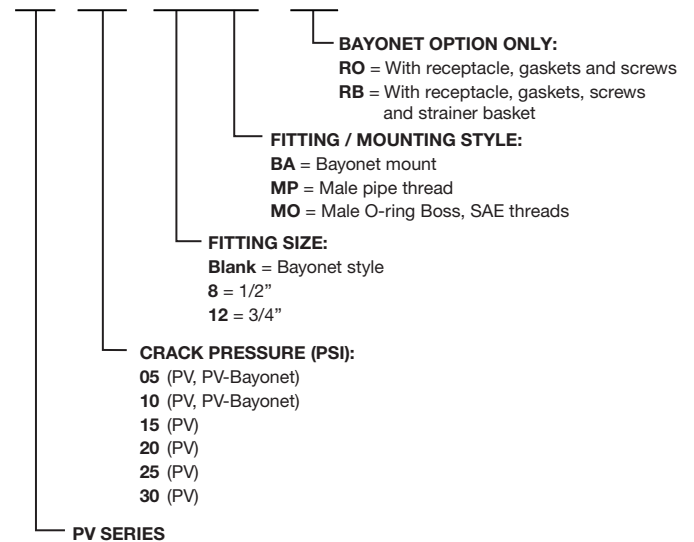 BAYONET OPTION ONLY:
RO = With receptacle, gaskets and screws
RB = With receptacle, gaskets, screws
and strainer basket
FITTING / MOUNTING STYLE:
BA = Bayonet mount
MP = Male pipe thread
MO = Male O-ring Boss, SAE threads
FITTING SIZE:
Blank = Bayonet style
8 = 1/2”
12 = 3/4”
CRACK PRESSURE (PSI):
05 (PV, PV-Bayonet)
10 (PV, PV-Bayonet)
15 (PV)
20 (PV)
25 (PV)
30 (PV)
PV SERIES